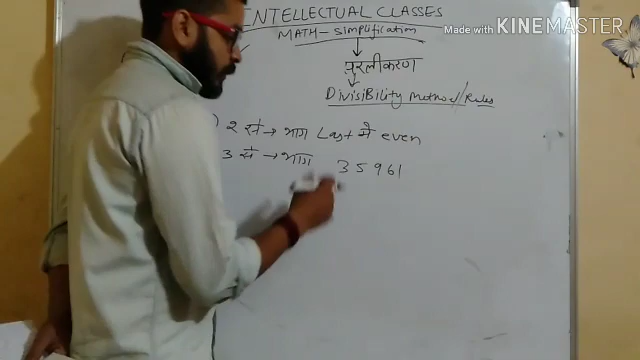 INTELLECTUAL CLASSES
Made with KINEMASTER
MATH - Simplification
सरलीकरण
Divisibility Method/Rules
2 से → भाग Last में even
3 से → भाग 35961